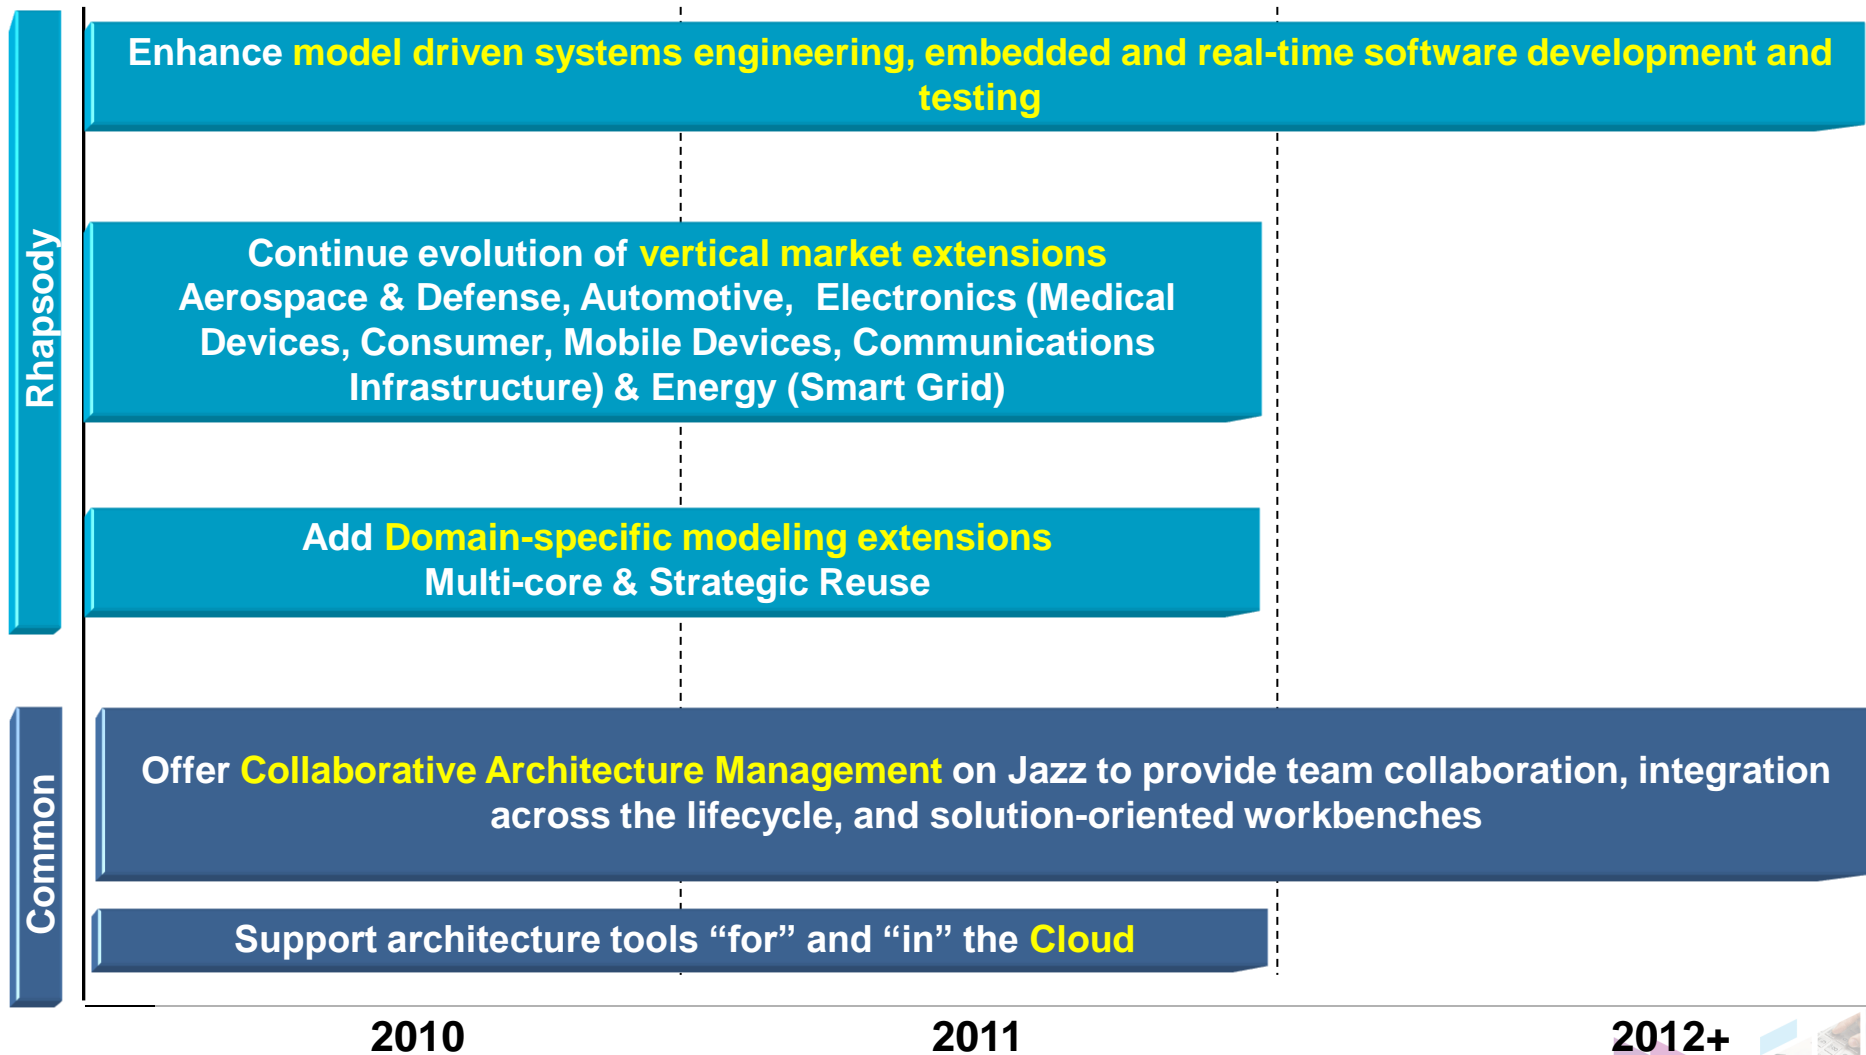 Rhapsody
Enhance model driven systems engineering, embedded and real-time software development and
testing
Continue evolution of vertical market extensions
Aerospace & Defense, Automotive, Electronics (Medical
Devices, Consumer, Mobile Devices, Communications
Infrastructure) & Energy (Smart Grid)
Add Domain-specific modeling extensions
Multi-core & Strategic Reuse
Common
Offer Collaborative Architecture Management on Jazz to provide team collaboration, integration
across the lifecycle, and solution-oriented workbenches
Support architecture tools “for” and “in” the Cloud
2010 2011 2012+